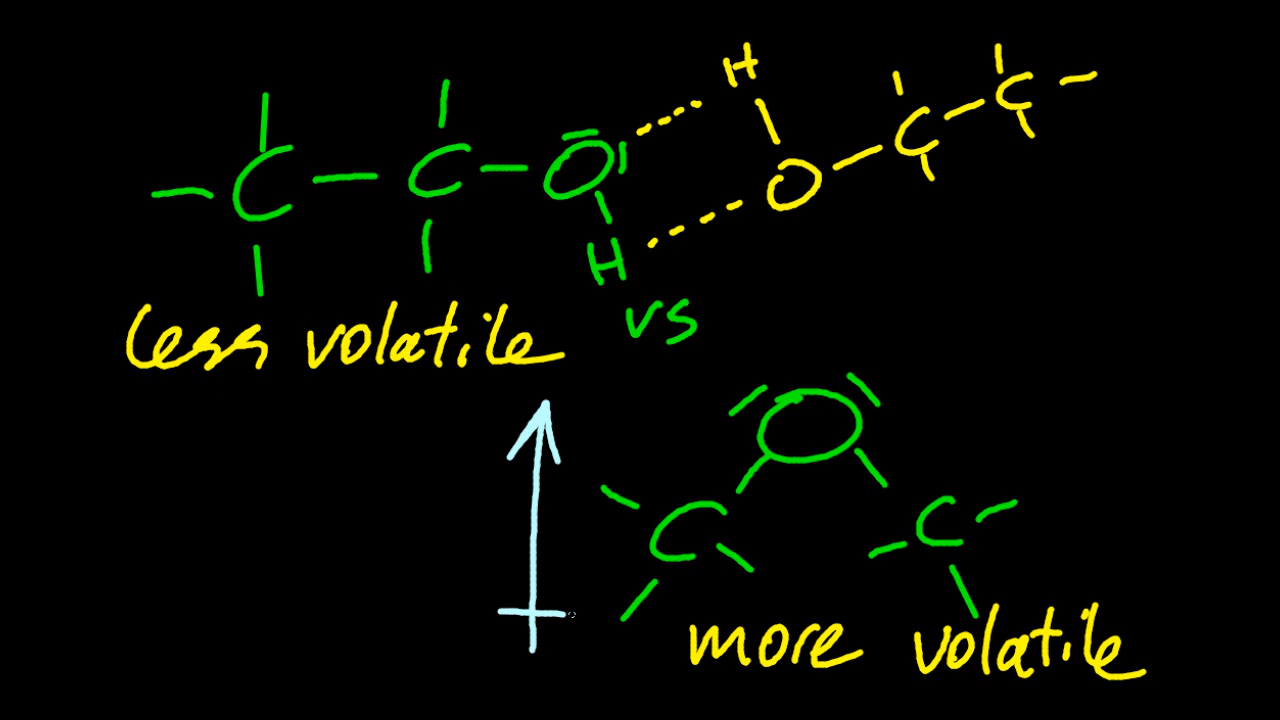 H
C - C - O
H
O - C - C
less volatile
vs
O
C C
more volatile